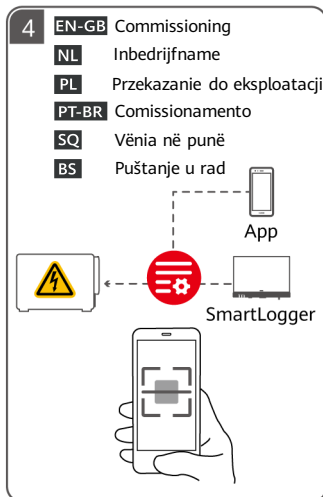 4
EN-GB Commissioning
NL Inbedrijfname
PL Przekazanie do eksploatacji
PT-BR Comissionamento
SQ Vënia në punë
BS Puštanje u rad
App
SmartLogger